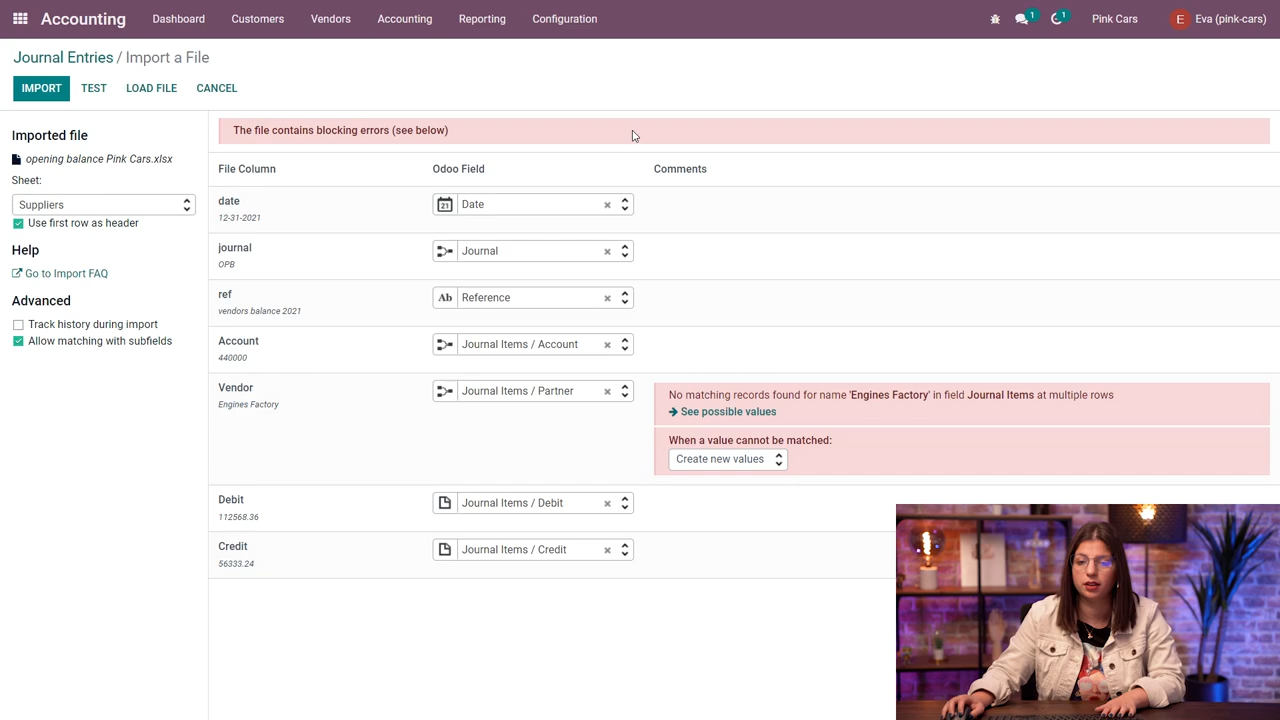 Accounting Dashboard Customers Vendors Accounting Reporting Configuration 1 1 Pink Cars E Eva (pink-cars)
Journal Entries / Import a File
IMPORT TEST LOAD FILE CANCEL
Imported file
opening balance Pink Cars.xlsx
Sheet:
Suppliers
Use first row as header
Help
Go to Import FAQ
Advanced
Track history during import
Allow matching with subfields
The file contains blocking errors (see below)
File Column Odoo Field Comments
date
12-31-2021
21 Date
journal
OPB
Journal
ref
vendors balance 2021
Ab Reference
Account
440000
Journal Items / Account
Vendor
Engines Factory
Journal Items / Partner
No matching records found for name 'Engines Factory' in field Journal Items at multiple rows
See possible values
When a value cannot be matched:
Create new values
Debit
112568.36
Journal Items / Debit
Credit
56333.24
Journal Items / Credit